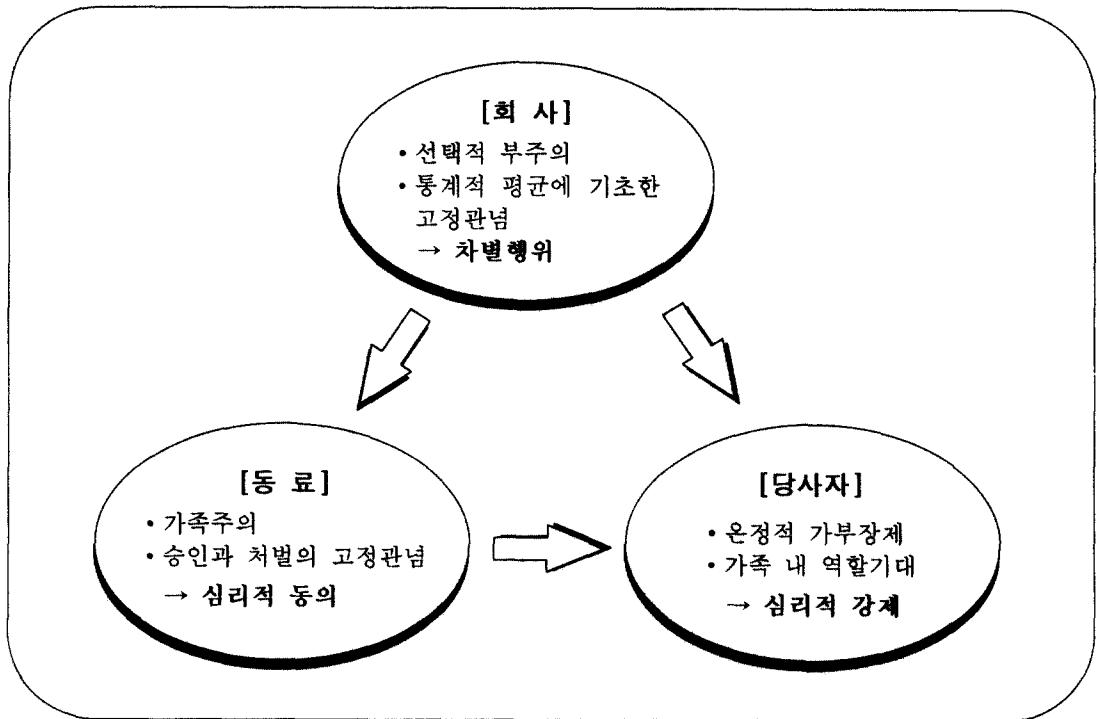 [회 사]
• 선택적 부주의
• 통계적 평균에 기초한
고정관념
→ 차별행위
[동 료]
• 가족주의
• 승인과 처벌의 고정관념
→ 심리적 동의
[당사자]
• 온정적 가부장제
• 가족 내 역할기대
→ 심리적 강제